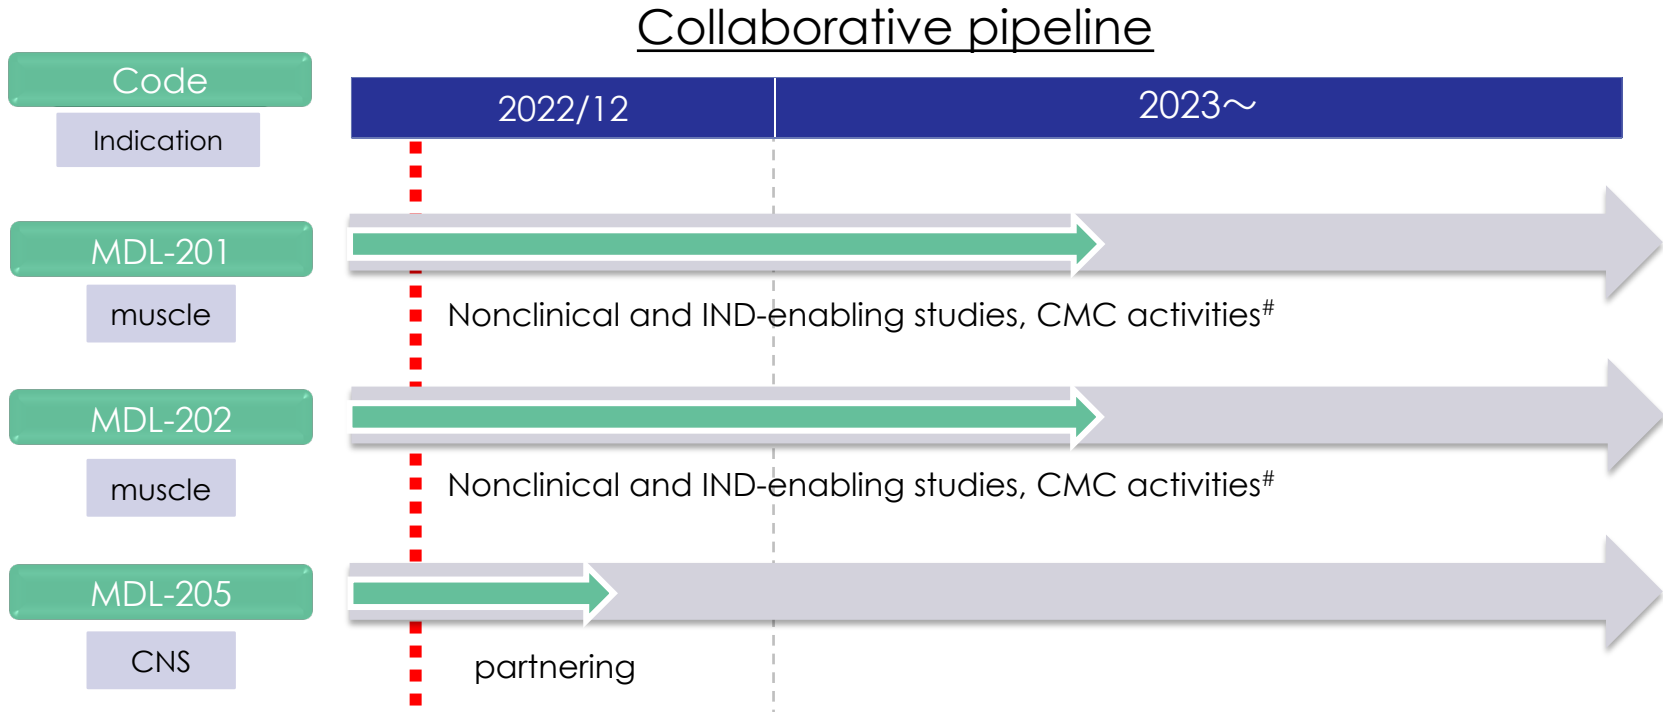 Collaborative pipeline
Code
Indication
2022/12
2023～
MDL-201
muscle
Nonclinical and IND-enabling studies, CMC activities#
MDL-202
muscle
Nonclinical and IND-enabling studies, CMC activities#
MDL-205
CNS
partnering